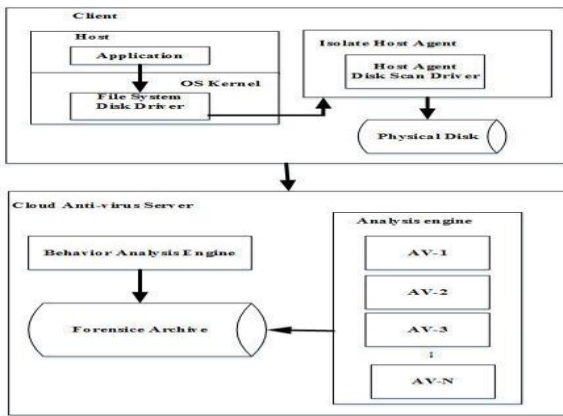 Client
Host
Application
OS Kernel
File System
Disk Driver
Isolate Host Agent
Host Agent
Disk Scan Driver
Physical Disk
Cloud Anti-virus Server
Behavior Analysis Engine
Forensice Archive
Analysis engine
AV-1
AV-2
AV-3
⋮
AV-N